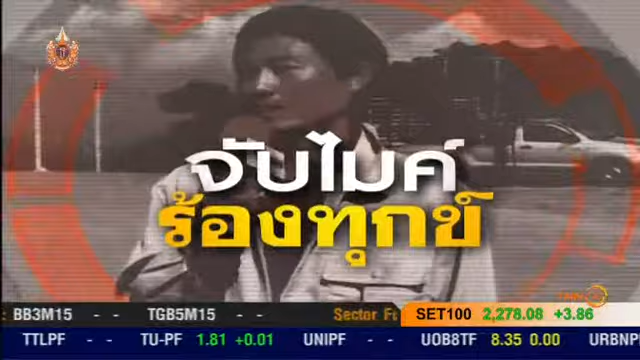 จับไมค์
ร้องทุกข์
: BB3M15 - - TGB5M15 - - Sector Fu SET100 2,278.08 +3.86
TTLPF - - TU-PF 1.81 +0.01 UNIPF - - UOB8TF 8.35 0.00 URBNP